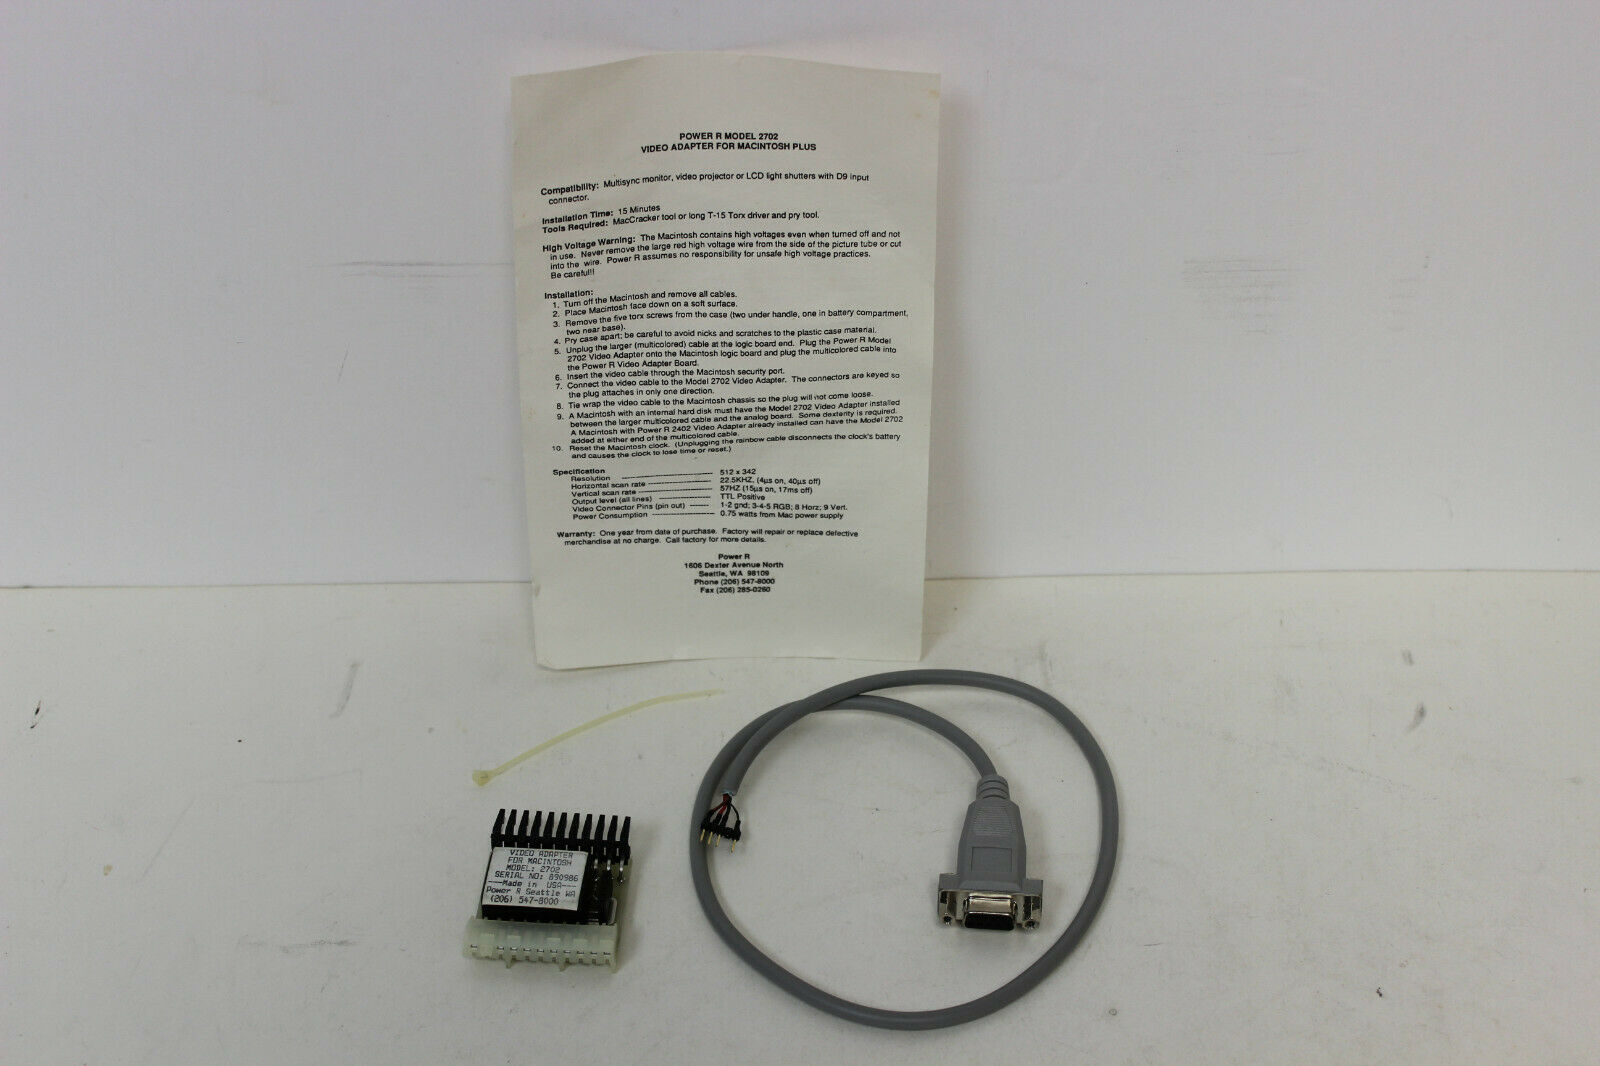 POWER R MODEL 2702
VIDEO ADAPTER FOR MACINTOSH PLUS
Compatibility: Multisync monitor, video projector or LCD light shutters with D9 input
connector.
Installation Time: 15 Minutes
Tools Required: MacCracker tool or long T-15 Torx driver and pry tool.
High Voltage Warning: The Macintosh contains high voltages even when turned off and not
in use. Never remove the large red high voltage wire from the side of the picture tube or cut
into the wire. Power R assumes no responsibility for unsafe high voltage practices.
Be careful!!
Installation:
1. Turn off the Macintosh and remove all cables.
2. Place Macintosh face down on a soft surface.
3. Remove the five torx screws from the case (two under handle, one in battery compartment,
two near base).
4. Pry case apart; be careful to avoid nicks and scratches to the plastic case material.
5. Unplug the larger (multicolored) cable at the logic board end. Plug the Power R Model
2702 Video Adapter onto the Macintosh logic board and plug the multicolored cable into
the Power R Video Adapter Board.
6. Insert the video cable through the Macintosh security port.
7. Connect the video cable to the Model 2702 Video Adapter. The connectors are keyed so
the plug attaches in only one direction.
8. Tie wrap the video cable to the Macintosh chassis so the plug will not come loose.
9. A Macintosh with an internal hard disk must have the Model 2702 Video Adapter installed
between the larger multicolored cable and the analog board. Some dexterity is required.
A Macintosh with Power R 2402 Video Adapter already installed can have the Model 2702
added at either end of the multicolored cable.
10. Reset the Macintosh clock. (Unplugging the rainbow cable disconnects the clock's battery
and causes the clock to lose time or reset.)
Specification
Resolution ---------------------- 512 x 342
Horizontal scan rate ---------------- 22.5KHZ, (4µs on, 40µs off)
Vertical scan rate ------------------- 57HZ (15µs on, 17ms off)
Output level (all lines) -------------- TTL Positive
Video Connector Pins (pin out) ----- 1-2 gnd; 3-4-5 RGB; 8 Horz; 9 Vert.
Power Consumption ---------------- 0.75 watts from Mac power supply
Warranty: One year from date of purchase. Factory will repair or replace defective
merchandise at no charge. Call factory for more details.
Power R
1606 Dexter Avenue North
Seattle, WA 98109
Phone (206) 547-8000
Fax (206) 285-0260
VIDEO ADAPTER
FOR MACINTOSH
MODEL: 2702
SERIAL NO: 890986
---Made in USA---
Power R Seattle WA
(206) 547-8000